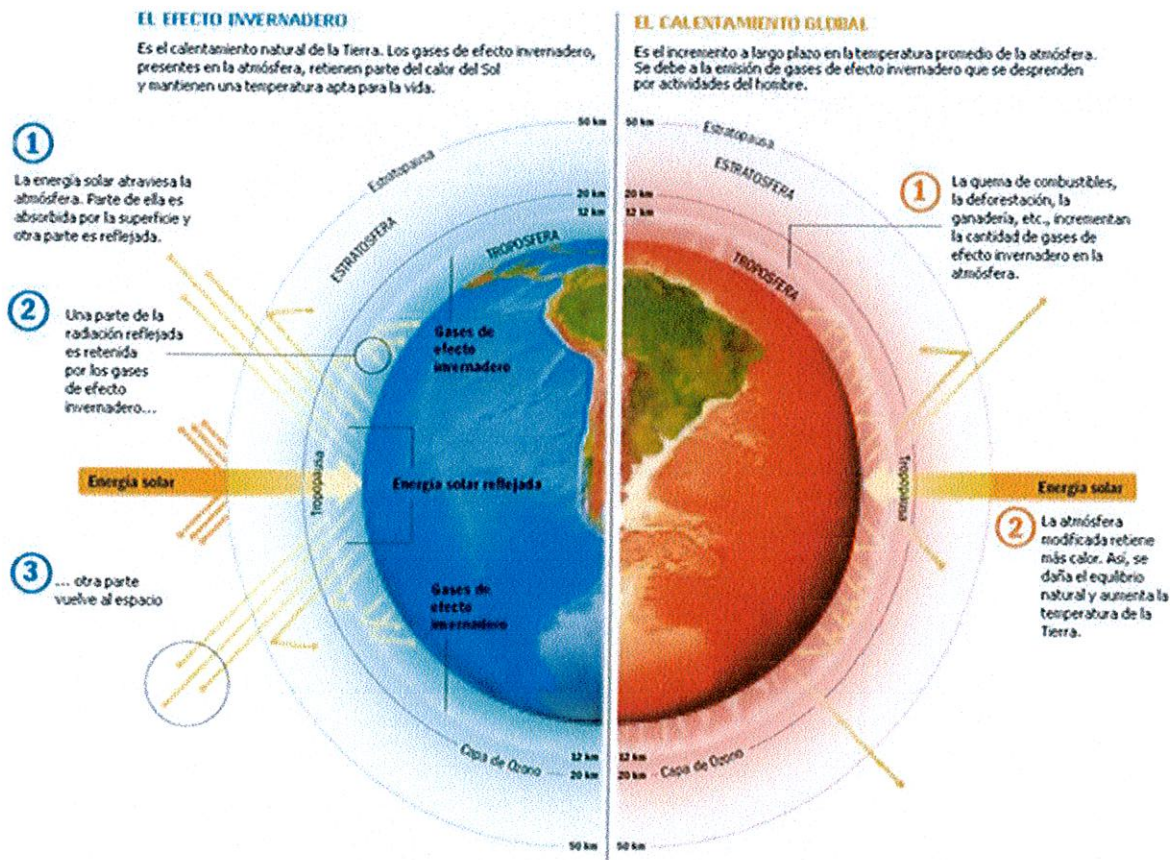 EL EFECTO INVERNADERO
Es el calentamiento natural de la Tierra. Los gases de efecto invernadero,
presentes en la atmósfera, retienen parte del calor del Sol
y mantienen una temperatura apta para la vida.
EL CALENTAMIENTO GLOBAL
Es el incremento a largo plazo en la temperatura promedio de la atmósfera.
Se debe a la emisión de gases de efecto invernadero que se desprenden
por actividades del hombre.
1
La energía solar atraviesa la
atmósfera. Parte de ella es
absorbida por la superficie y
otra parte es reflejada.
2
Una parte de la
radiación reflejada
es retenida
por los gases
de efecto
invernadero...
Energía solar
3
... otra parte
vuelve al espacio
50 km
Estratopausa
20 km
12 km
ESTRATOSFERA
TROPOSFERA
Gases de
efecto
invernadero
Tropopausa
Energía solar reflejada
Gases de
efecto
invernadero
Capa de Ozono
12 km
20 km
50 km
50 km
Estratopausa
ESTRATOSFERA
20 km
12 km
TROPOSFERA
1
La quema de combustibles,
la deforestación, la
ganadería, etc., incrementan
la cantidad de gases de
efecto invernadero en la
atmósfera.
Tropopausa
Energía solar
2
La atmósfera
modificada retiene
más calor. Así, se
daña el equlibrio
natural y aumenta la
temperatura de la
Tierra.
12 km
20 km
Capa de Ozono
50 km